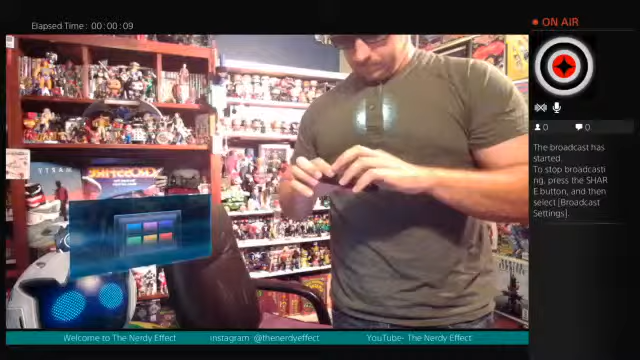 Elapsed Time : 00:00:09
ON AIR
0 0
The broadcast has
started.
To stop broadcasti
ng, press the SHAR
E button, and then
select [Broadcast
Settings].
Welcome to The Nerdy Effect instagram @thenerdyeffect YouTube- The Nerdy Effect